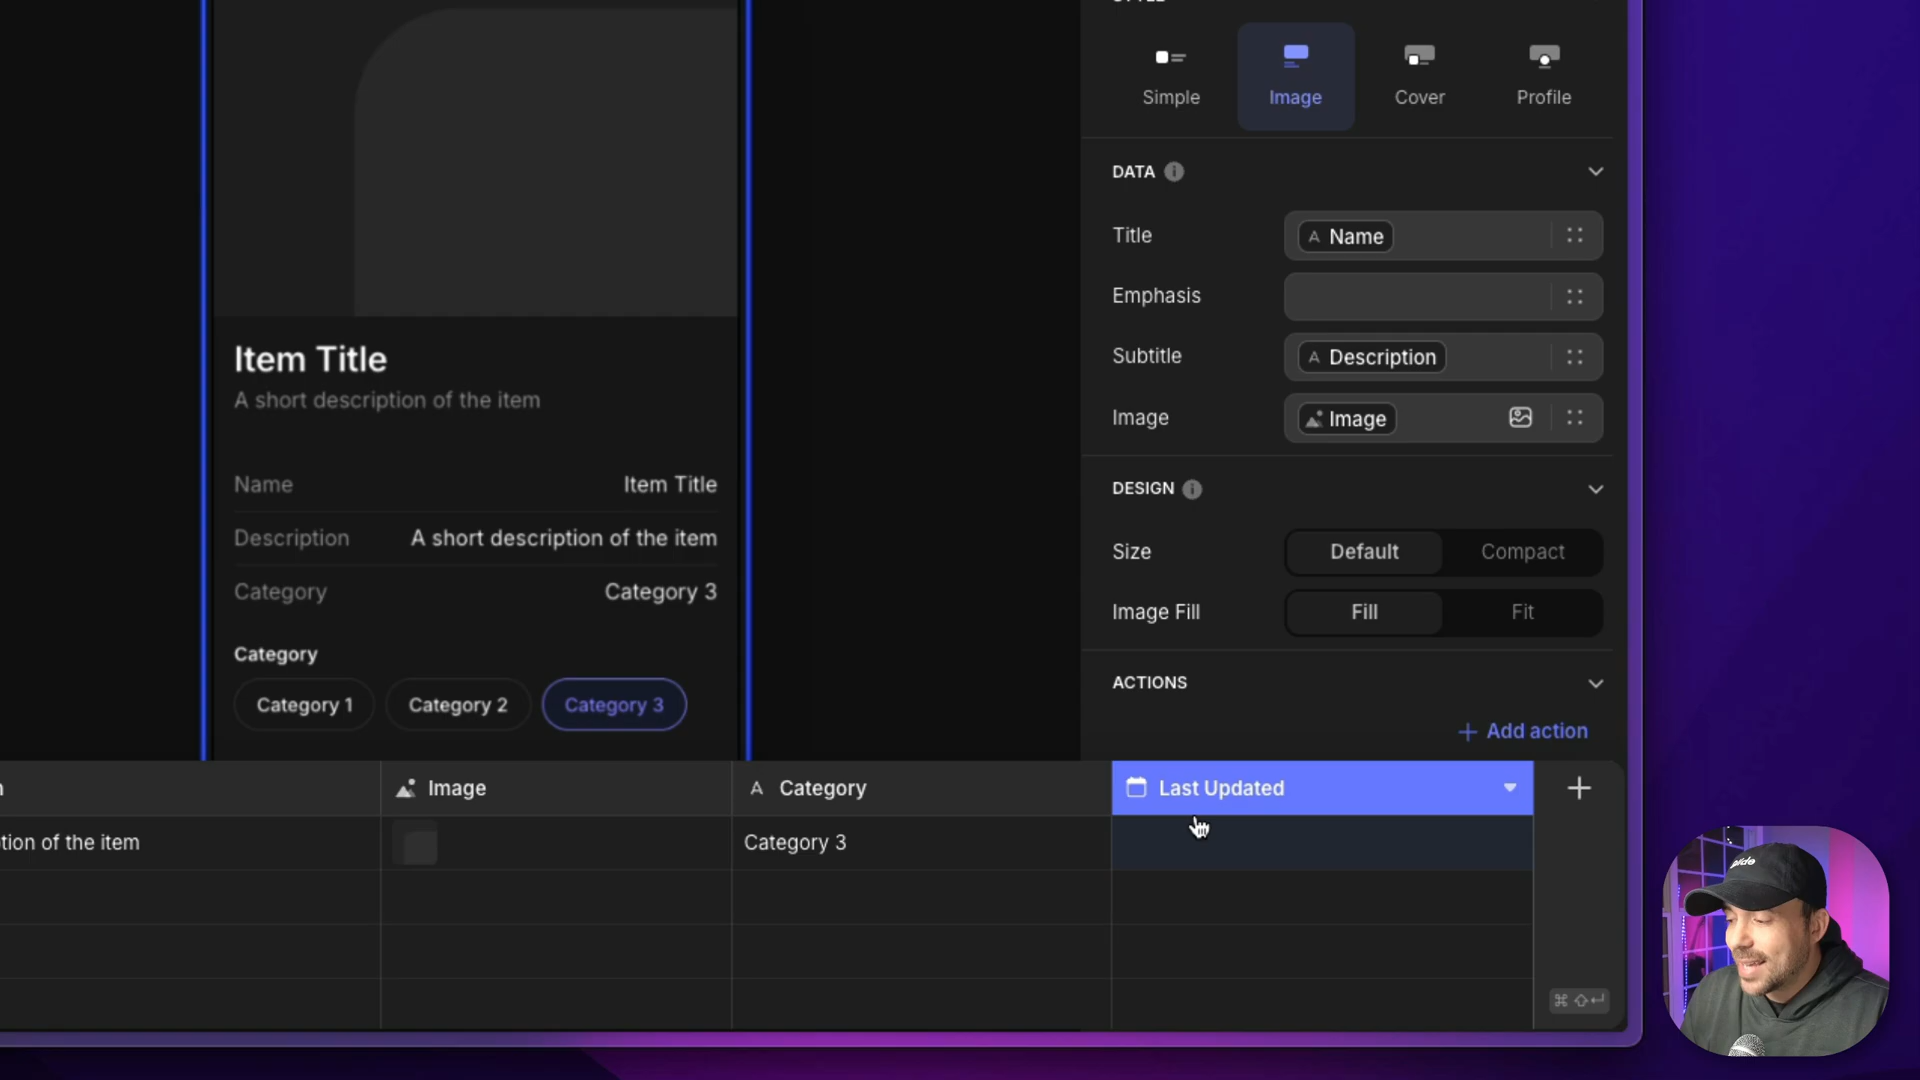 Simple
Image
Cover
Profile
DATA
Title
Name
Emphasis
Subtitle
Description
Image
Image
DESIGN
Size
Default
Compact
Image Fill
Fill
Fit
ACTIONS
+ Add action
Item Title
A short description of the item
Name
Item Title
Description
A short description of the item
Category
Category 3
Category
Category 1
Category 2
Category 3
Image
Category
Last Updated
tion of the item
Category 3
glide